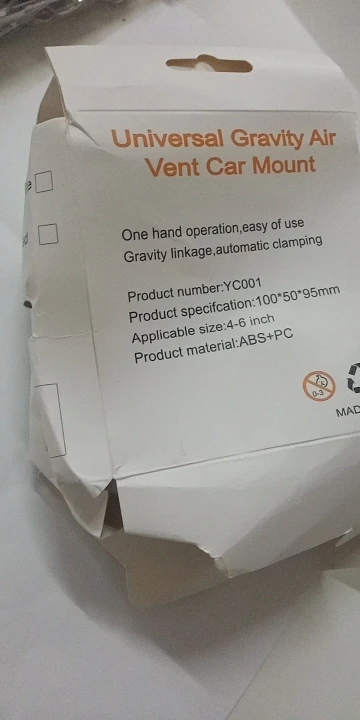 Universal Gravity Air
Vent Car Mount
One hand operation,easy of use
Gravity linkage,automatic clamping
Product number:YC001
Product specifcation:100*50*95mm
Applicable size:4-6 inch
Product material:ABS+PC
0-3